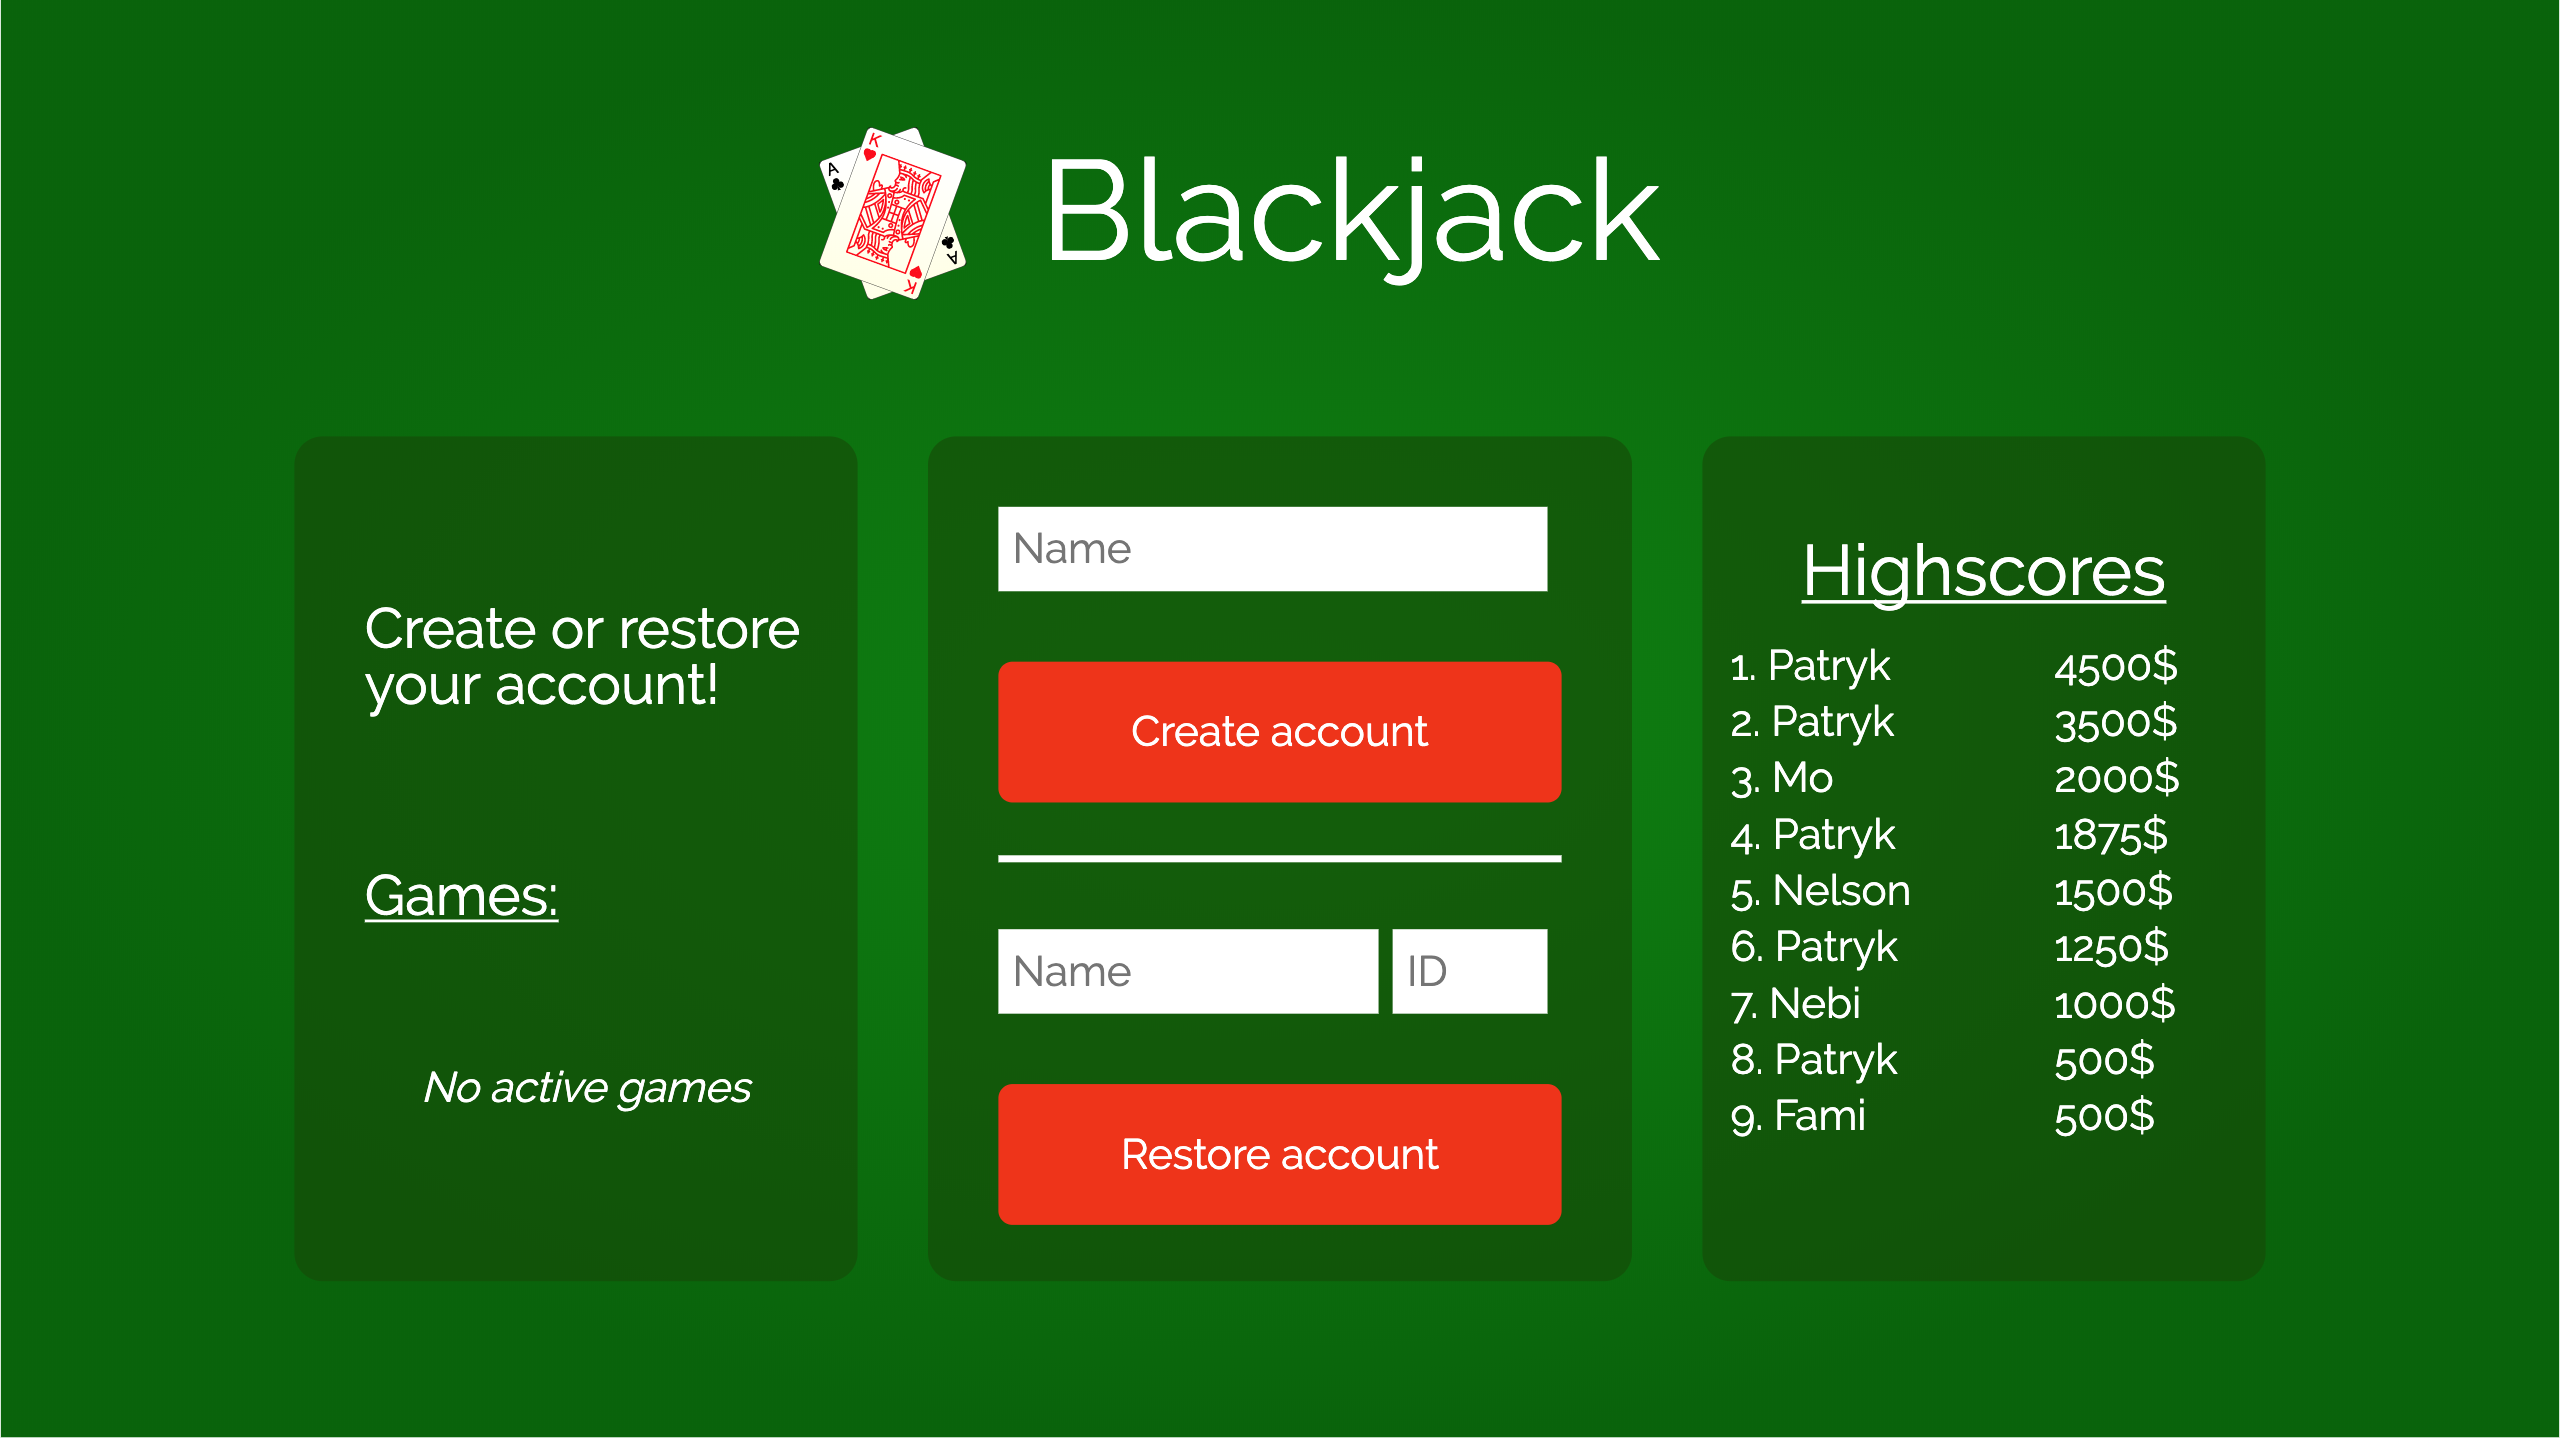 K
A
A
K
Blackjack
Create or restore
your account!
Games:
No active games
Name
Create account
Name ID
Restore account
Highscores
1. Patryk 4500$
2. Patryk 3500$
3. Mo 2000$
4. Patryk 1875$
5. Nelson 1500$
6. Patryk 1250$
7. Nebi 1000$
8. Patryk 500$
9. Fami 500$